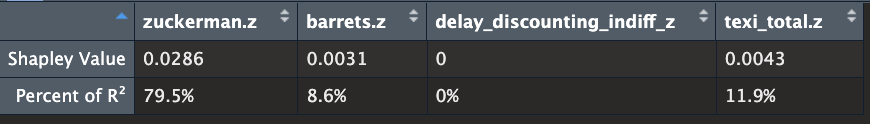 zuckerman.z barrets.z delay_discounting_indiff_z texi_total.z
Shapley Value 0.0286 0.0031 0 0.0043
Percent of R² 79.5% 8.6% 0% 11.9%